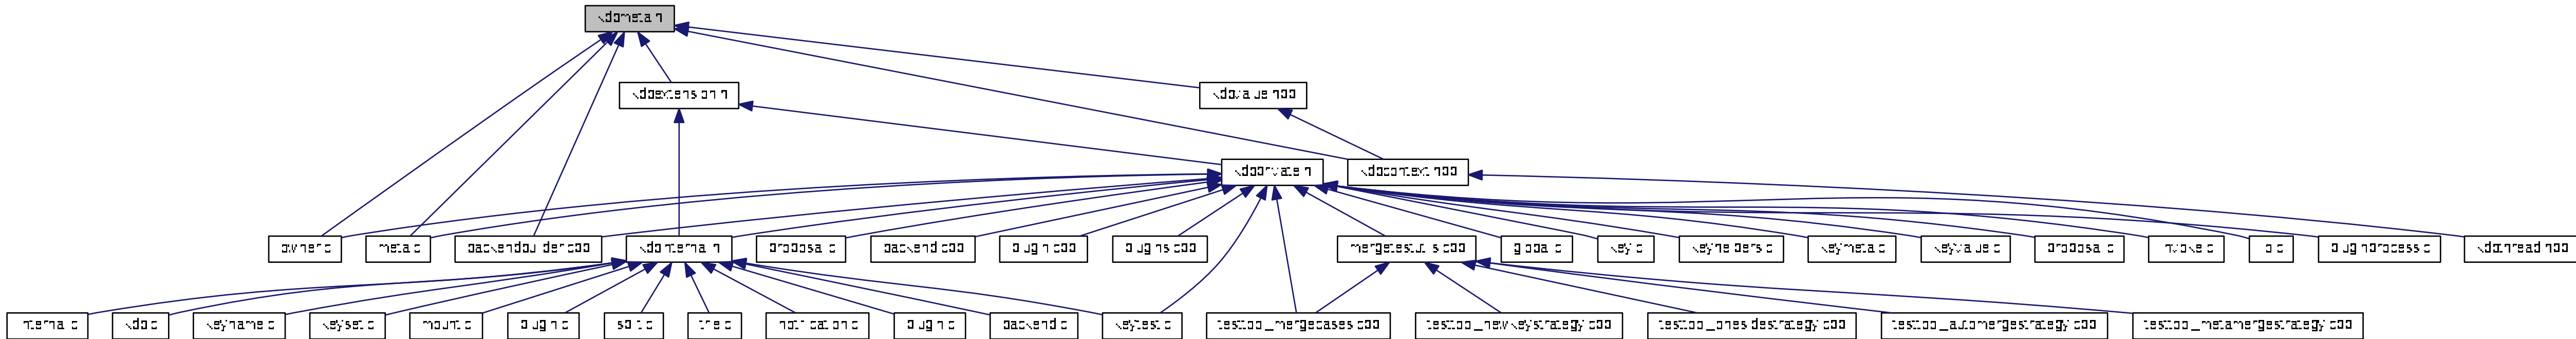 kdbmeta.h
kdbextension.h
kdbvalue.hpp
kdbprivate.h
kdbcontext.hpp
owner.c
meta.c
backendbuilder.cpp
kdbinternal.h
proposal.c
backend.cpp
plugin.cpp
plugins.cpp
mergetestutils.cpp
global.c
key.c
keyhelpers.c
keymeta.c
keyvalue.c
proposal.c
invoke.c
io.c
pluginprocess.c
kdbthread.hpp
internal.c
kdb.c
keyname.c
keyset.c
mount.c
plugin.c
split.c
trie.c
notification.c
plugin.c
backend.c
keytest.c
testtool_mergecases.cpp
testtool_newkeystrategy.cpp
testtool_onesidestrategy.cpp
testtool_automergestrategy.cpp
testtool_metamergestrategy.cpp